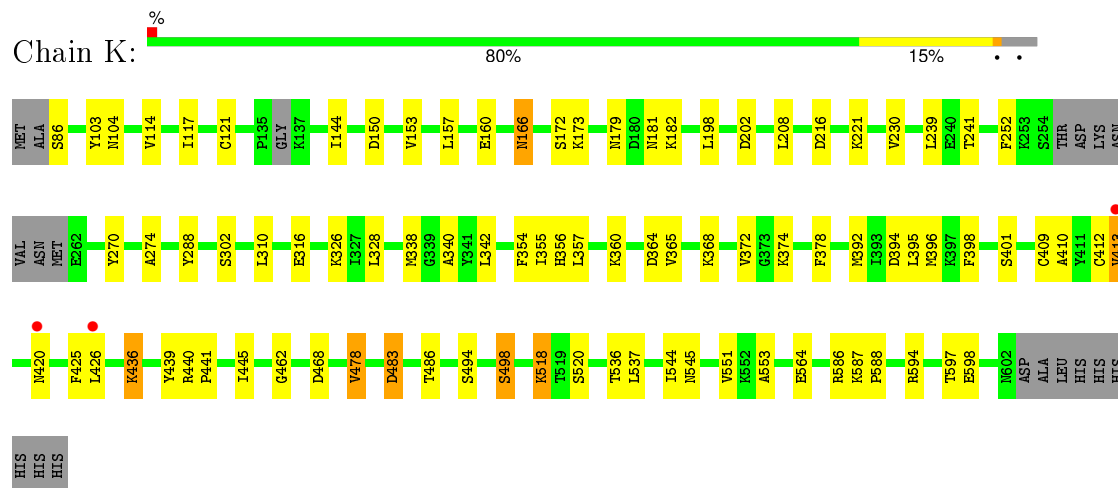 %
Chain K: 80% 15% • •
MET ALA S86 Y103 N104 V114 I117 C121 P135 GLY K137 I144 D150 V153 L157 E160 N166 S172 K173 N179 D180 N181 K182 L198 D202 L208 D216 K221 V230 L239 E240 T241 F252 K253 S254 THR ASP LYS ASN
VAL ASN MET E262 Y270 A274 Y288 S302 L310 E316 K326 I327 L328 M338 G339 A340 Y341 L342 F354 I355 H356 L357 K360 D364 V365 K368 V372 G373 K374 F378 M392 I393 D394 L395 M396 K397 F398 S401 C409 A410 Y411 C412 V413
N420 F425 L426 K436 Y439 R440 P441 I445 G462 D468 V478 D483 T486 S494 S498 K518 T519 S520 T536 L537 I544 N545 V551 K552 A553 E564 R586 K587 P588 R594 T597 E598 N602 ASP ALA LEU HIS HIS HIS
HIS HIS HIS